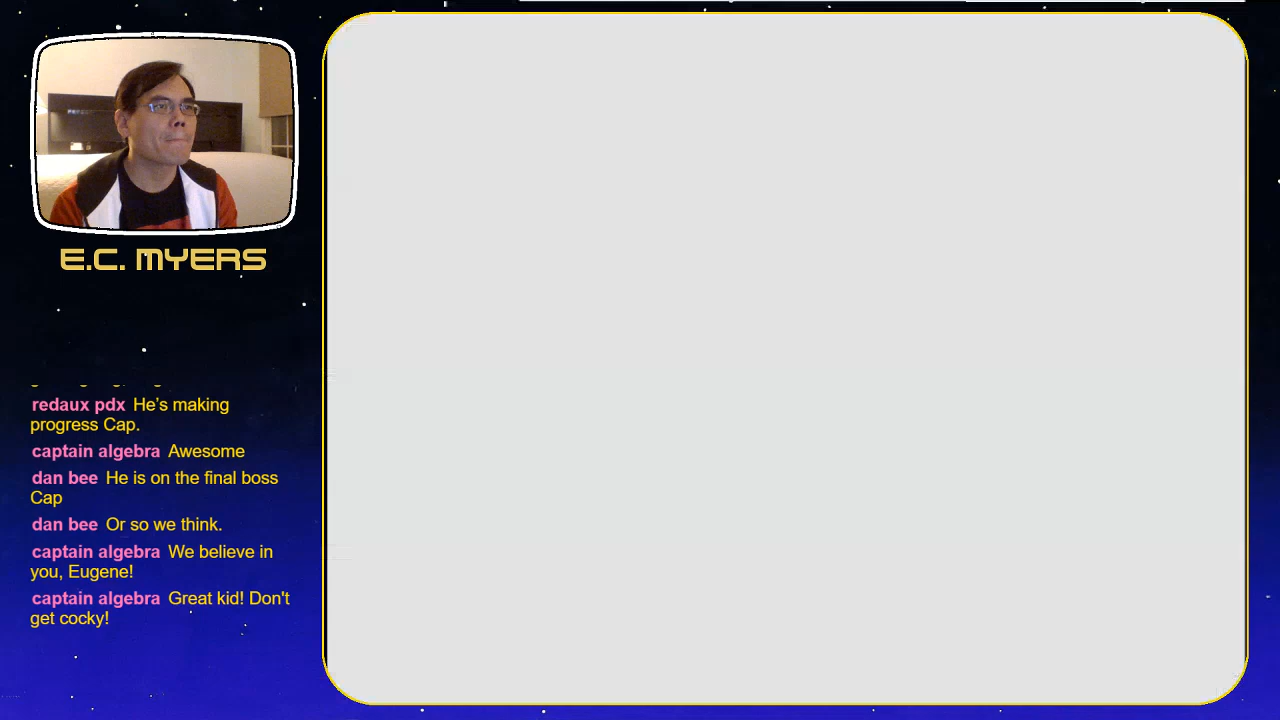 E.C. MYERS
redaux pdx He's making
progress Cap.
captain algebra Awesome
dan bee He is on the final boss
Cap
dan bee Or so we think.
captain algebra We believe in
you, Eugene!
captain algebra Great kid! Don't
get cocky!